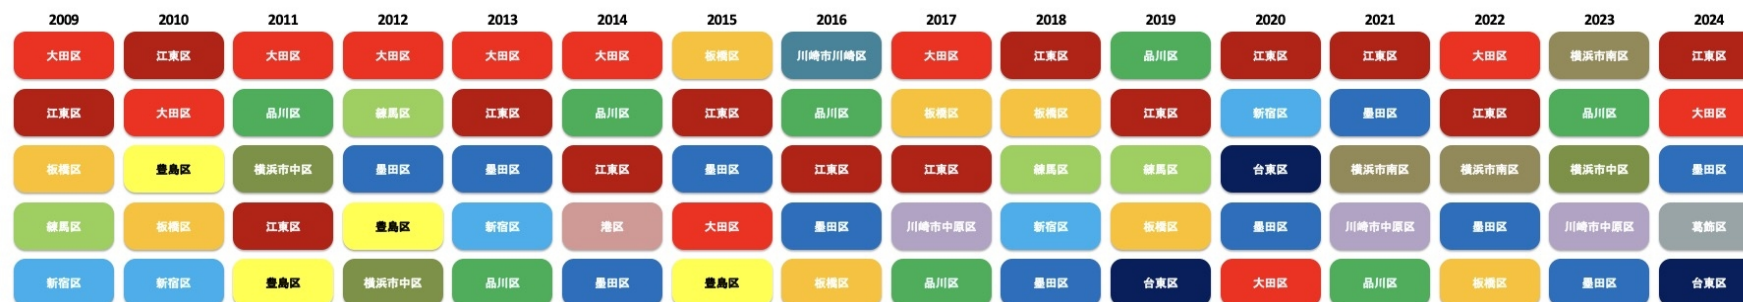 2009 2010 2011 2012 2013 2014 2015 2016 2017 2018 2019 2020 2021 2022 2023 2024
大田区 江東区 大田区 大田区 大田区 大田区 板橋区 川崎市川崎区 大田区 江東区 品川区 江東区 江東区 大田区 横浜市南区 江東区
江東区 大田区 品川区 練馬区 江東区 品川区 江東区 品川区 板橋区 板橋区 江東区 新宿区 墨田区 江東区 品川区 大田区
板橋区 豊島区 横浜市中区 墨田区 墨田区 江東区 墨田区 江東区 江東区 練馬区 練馬区 台東区 横浜市南区 横浜市南区 横浜市中区 墨田区
練馬区 板橋区 江東区 豊島区 新宿区 港区 大田区 墨田区 川崎市中原区 新宿区 板橋区 墨田区 川崎市中原区 墨田区 川崎市中原区 葛飾区
新宿区 新宿区 豊島区 横浜市中区 品川区 墨田区 豊島区 板橋区 品川区 墨田区 台東区 大田区 品川区 板橋区 墨田区 台東区